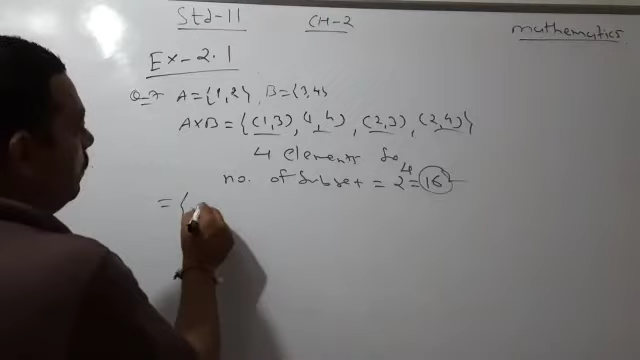 Std-11 CH-2 mathematics
Ex-2.1
Q-7 A={1,2}, B={3,4}
AXB={(1,3),(1,4),(2,3),(2,4)}
4 elements so
no. of subset = 2⁴=16
={